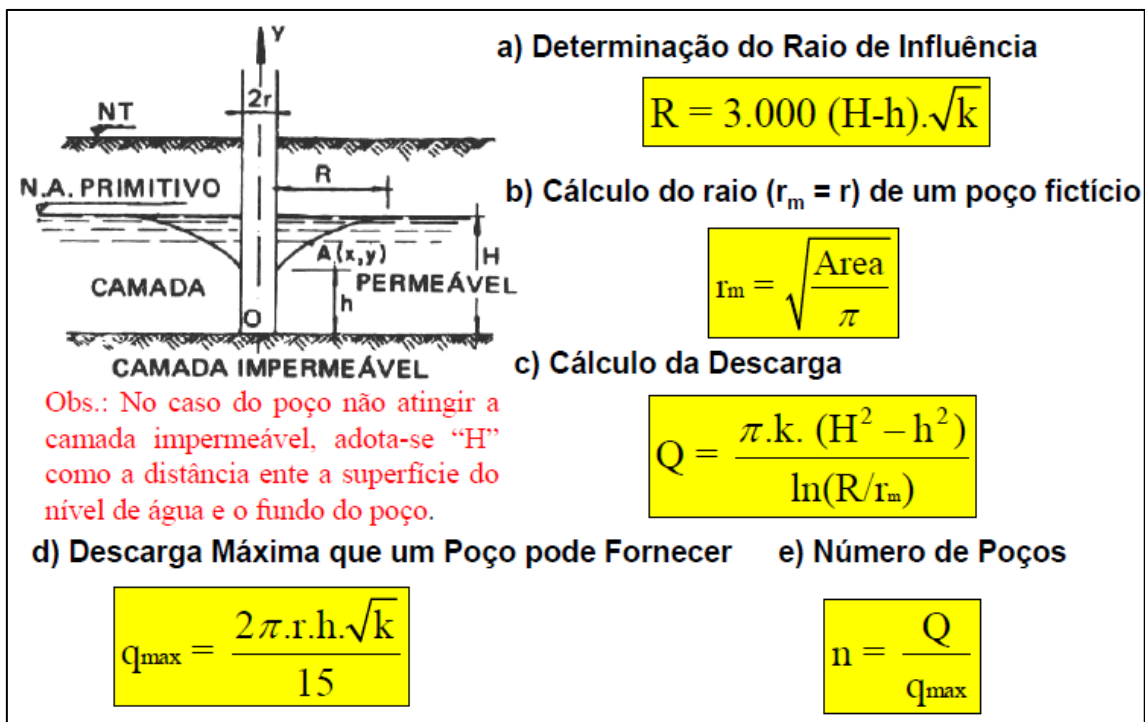 Y
2r
NT
R
N.A. PRIMITIVO
A(x,y)
H
CAMADA
PERMEÁVEL
h
O
CAMADA IMPERMEÁVEL
Obs.: No caso do poço não atingir a
camada impermeável, adota-se “H”
como a distância ente a superfície do
nível de água e o fundo do poço.
a) Determinação do Raio de Influência
R = 3.000 (H-h).√k
b) Cálculo do raio (rm = r) de um poço fictício
rm = √(Area/π)
c) Cálculo da Descarga
Q = π.k. (H² – h²) / ln(R/rm)
d) Descarga Máxima que um Poço pode Fornecer
qmax = 2π.r.h.√k / 15
e) Número de Poços
n = Q / qmax